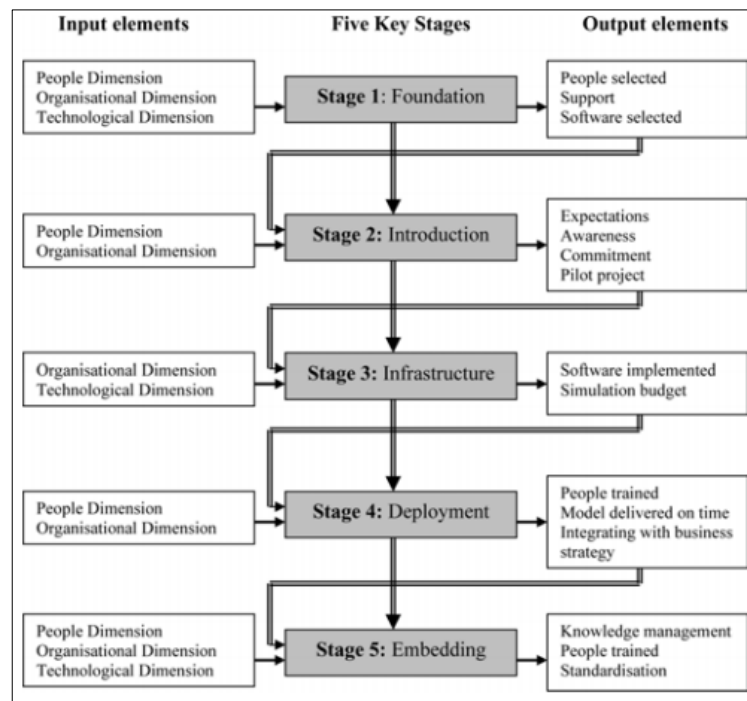 Input elements
Five Key Stages
Output elements
People Dimension
Organisational Dimension
Technological Dimension
Stage 1: Foundation
People selected
Support
Software selected
People Dimension
Organisational Dimension
Stage 2: Introduction
Expectations
Awareness
Commitment
Pilot project
Organisational Dimension
Technological Dimension
Stage 3: Infrastructure
Software implemented
Simulation budget
People Dimension
Organisational Dimension
Stage 4: Deployment
People trained
Model delivered on time
Integrating with business
strategy
People Dimension
Organisational Dimension
Technological Dimension
Stage 5: Embedding
Knowledge management
People trained
Standardisation